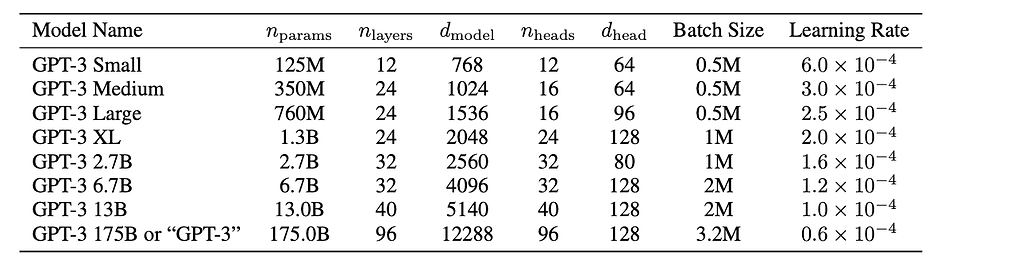 Model Name n_params n_layers d_model n_heads d_head Batch Size Learning Rate
GPT-3 Small 125M 12 768 12 64 0.5M 6.0 × 10⁻⁴
GPT-3 Medium 350M 24 1024 16 64 0.5M 3.0 × 10⁻⁴
GPT-3 Large 760M 24 1536 16 96 0.5M 2.5 × 10⁻⁴
GPT-3 XL 1.3B 24 2048 24 128 1M 2.0 × 10⁻⁴
GPT-3 2.7B 2.7B 32 2560 32 80 1M 1.6 × 10⁻⁴
GPT-3 6.7B 6.7B 32 4096 32 128 2M 1.2 × 10⁻⁴
GPT-3 13B 13.0B 40 5140 40 128 2M 1.0 × 10⁻⁴
GPT-3 175B or “GPT-3” 175.0B 96 12288 96 128 3.2M 0.6 × 10⁻⁴